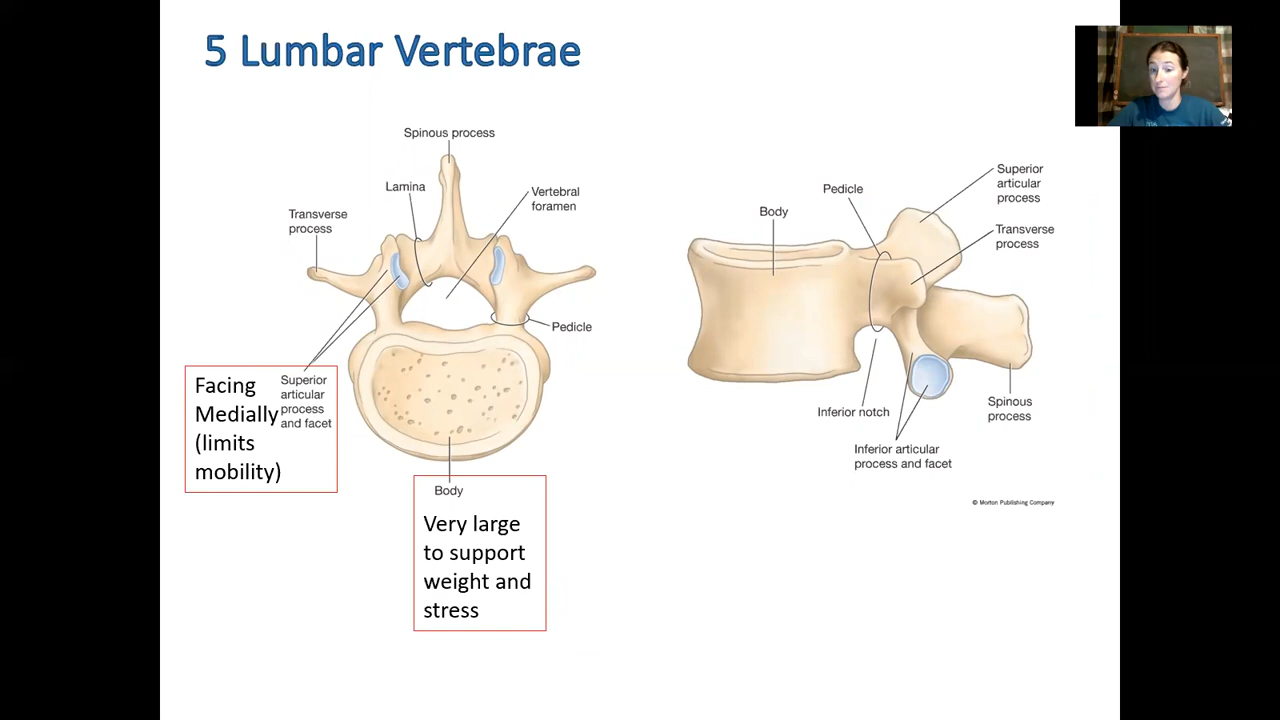 5 Lumbar Vertebrae
Spinous process
Lamina
Vertebral
foramen
Transverse
process
Pedicle
Superior
articular
process
and facet
Facing
Medially
(limits
mobility)
Body
Very large
to support
weight and
stress
Superior
articular
process
Pedicle
Body
Transverse
process
Inferior notch
Spinous
process
Inferior articular
process and facet
© Morton Publishing Company